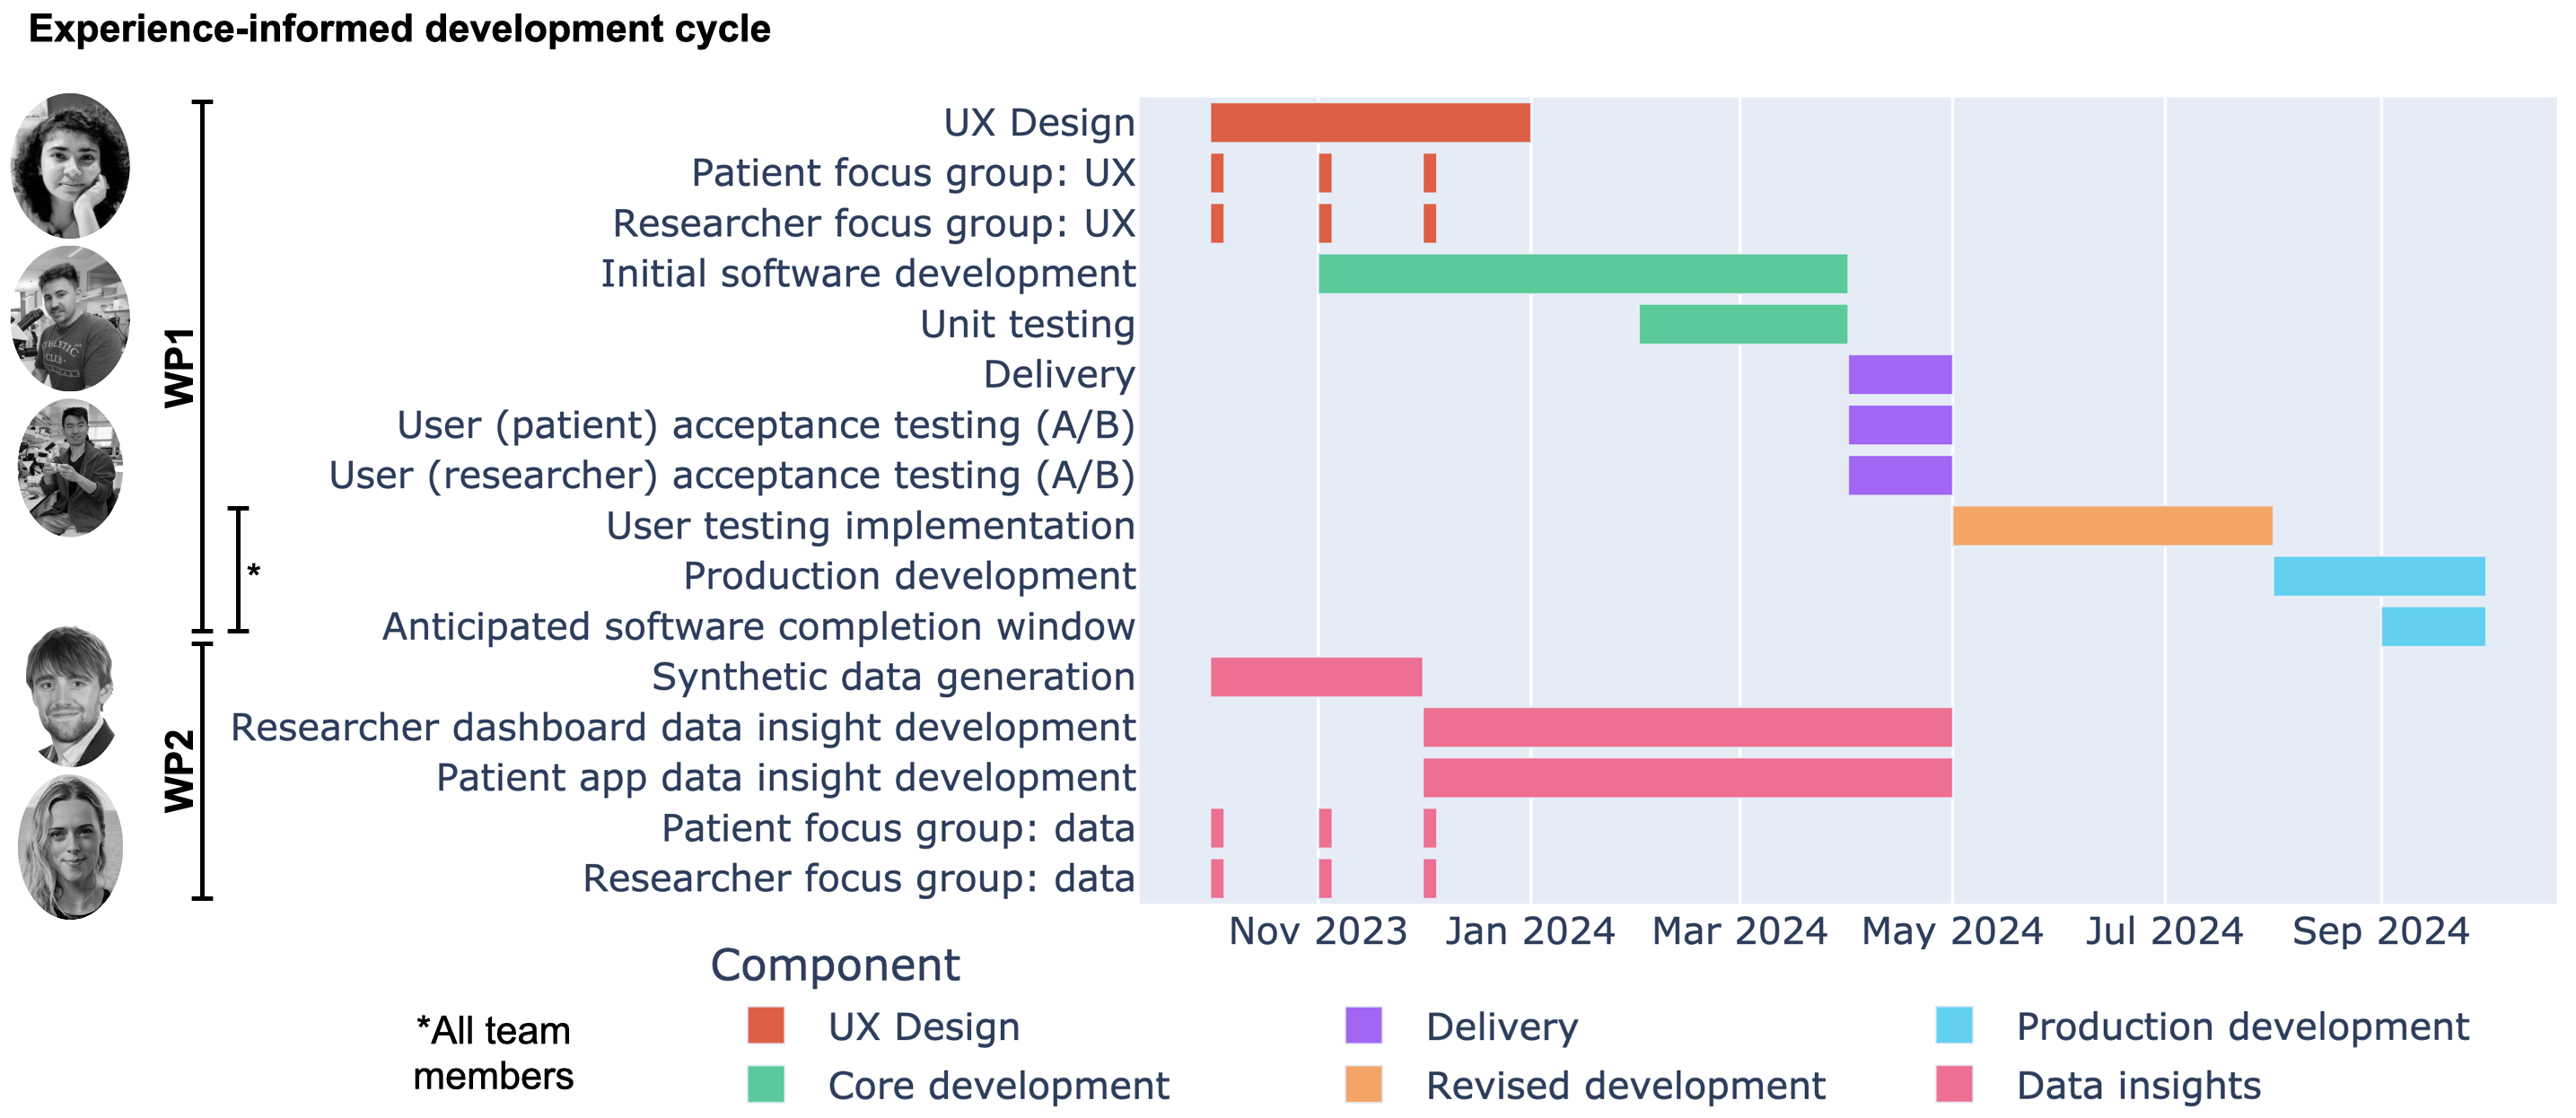 Experience-informed development cycle
WP1
UX Design
Patient focus group: UX
Researcher focus group: UX
Initial software development
Unit testing
Delivery
User (patient) acceptance testing (A/B)
User (researcher) acceptance testing (A/B)
User testing implementation
*
Production development
Anticipated software completion window
WP2
Synthetic data generation
Researcher dashboard data insight development
Patient app data insight development
Patient focus group: data
Researcher focus group: data
Nov 2023 Jan 2024 Mar 2024 May 2024 Jul 2024 Sep 2024
Component
*All team
members
UX Design Delivery Production development
Core development Revised development Data insights